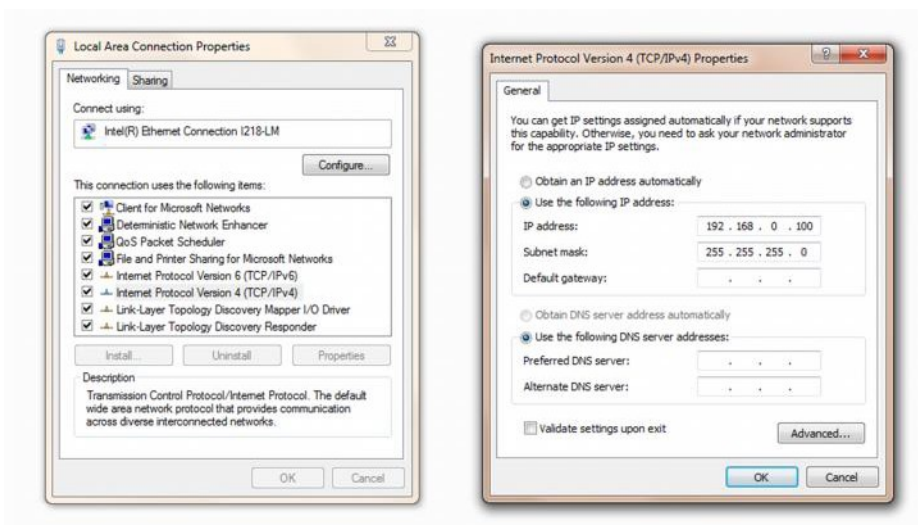 Local Area Connection Properties
Networking
Sharing
Connect using:
Intel(R) Ethernet Connection I218-LM
Configure...
This connection uses the following items:
Client for Microsoft Networks
Deterministic Network Enhancer
QoS Packet Scheduler
File and Printer Sharing for Microsoft Networks
Internet Protocol Version 6 (TCP/IPv6)
Internet Protocol Version 4 (TCP/IPv4)
Link-Layer Topology Discovery Mapper I/O Driver
Link-Layer Topology Discovery Responder
Install...
Uninstall
Properties
Description
Transmission Control Protocol/Internet Protocol. The default
wide area network protocol that provides communication
across diverse interconnected networks.
OK
Cancel
Internet Protocol Version 4 (TCP/IPv4) Properties
General
You can get IP settings assigned automatically if your network supports
this capability. Otherwise, you need to ask your network administrator
for the appropriate IP settings.
Obtain an IP address automatically
Use the following IP address:
IP address: 192 . 168 . 0 . 100
Subnet mask: 255 . 255 . 255 . 0
Default gateway: . . .
Obtain DNS server address automatically
Use the following DNS server addresses:
Preferred DNS server: . . .
Alternate DNS server: . . .
Validate settings upon exit
Advanced...
OK
Cancel